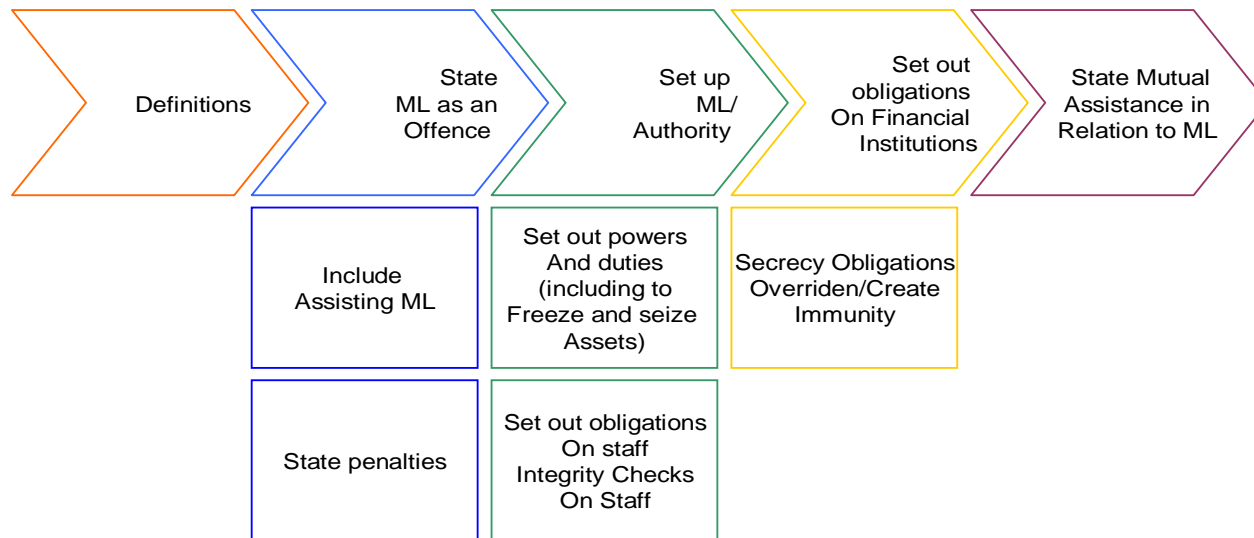 Definitions
State
ML as an
Offence
Set up
ML/
Authority
Set out
obligations
On Financial
Institutions
State Mutual
Assistance in
Relation to ML
Include
Assisting ML
Set out powers
And duties
(including to
Freeze and seize
Assets)
Secrecy Obligations
Overriden/Create
Immunity
State penalties
Set out obligations
On staff
Integrity Checks
On Staff